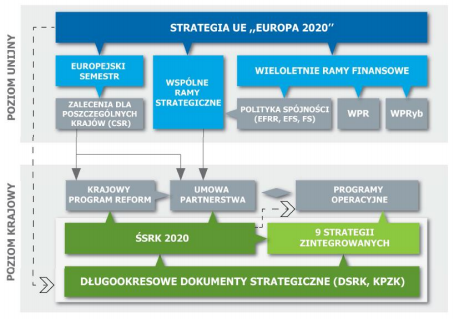 STRATEGIA UE „EUROPA 2020”
POZIOM UNIJNY
EUROPEJSKI
SEMESTR
WSPÓLNE
RAMY
STRATEGICZNE
WIELOLETNIE RAMY FINANSOWE
ZALECENIA DLA
POSZCZEGÓLNYCH
KRAJÓW (CSR)
POLITYKA SPÓJNOŚCI
(EFRR, EFS, FS)
WPR
WPRyb
POZIOM KRAJOWY
KRAJOWY
PROGRAM REFORM
UMOWA
PARTNERSTWA
PROGRAMY
OPERACYJNE
ŚSRK 2020
9 STRATEGII
ZINTEGROWANYCH
DŁUGOOKRESOWE DOKUMENTY STRATEGICZNE (DSRK, KPZK)